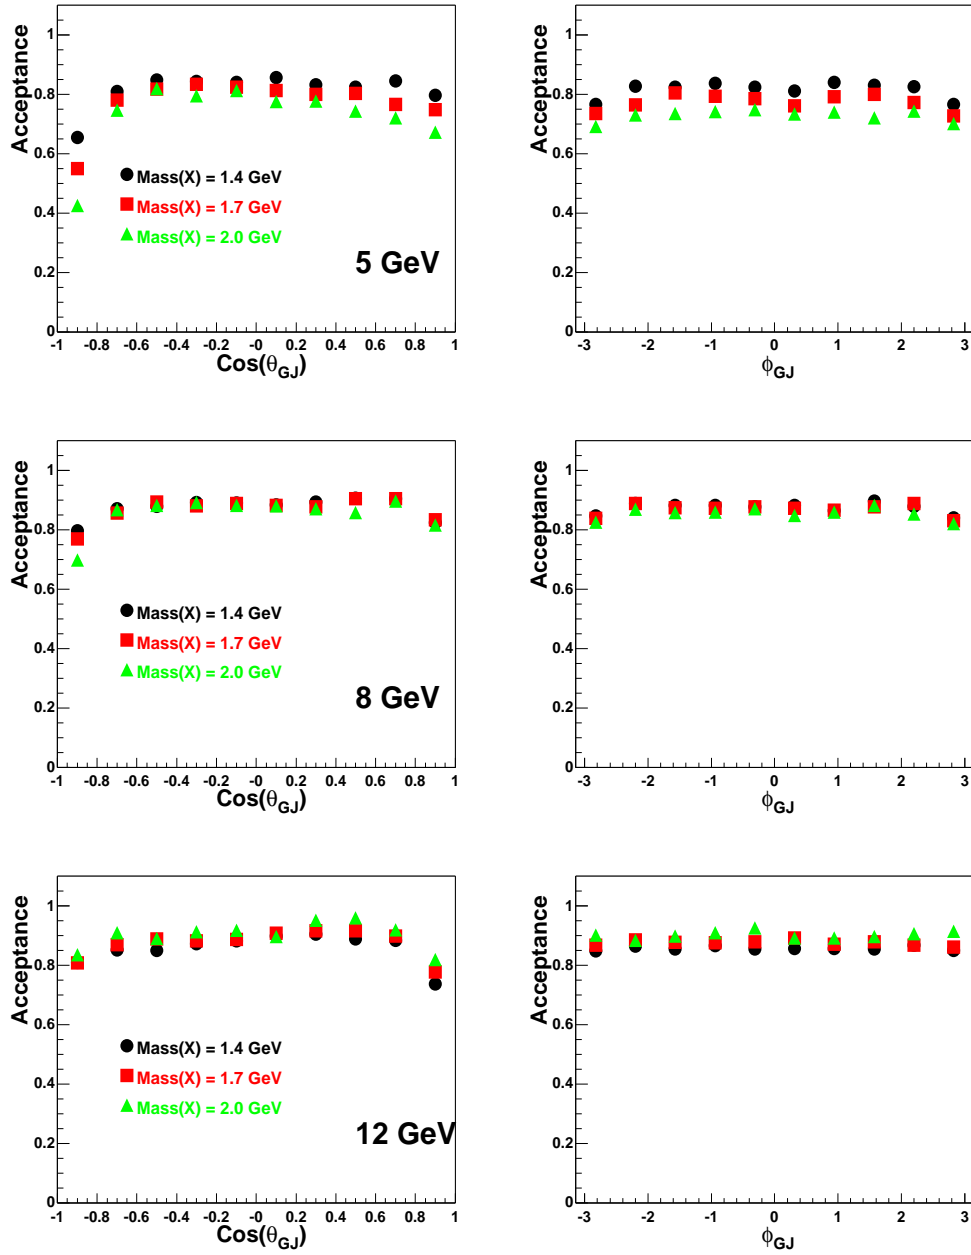 Acceptance
1
0.8
0.6
0.4
0.2
0
Mass(X) = 1.4 GeV
Mass(X) = 1.7 GeV
Mass(X) = 2.0 GeV
5 GeV
-1 -0.8 -0.6 -0.4 -0.2 -0 0.2 0.4 0.6 0.8 1
Cos(θGJ)
Acceptance
1
0.8
0.6
0.4
0.2
0
-3 -2 -1 0 1 2 3
ϕGJ
Acceptance
1
0.8
0.6
0.4
0.2
0
Mass(X) = 1.4 GeV
Mass(X) = 1.7 GeV
Mass(X) = 2.0 GeV
8 GeV
-1 -0.8 -0.6 -0.4 -0.2 -0 0.2 0.4 0.6 0.8 1
Cos(θGJ)
Acceptance
1
0.8
0.6
0.4
0.2
0
-3 -2 -1 0 1 2 3
ϕGJ
Acceptance
1
0.8
0.6
0.4
0.2
0
Mass(X) = 1.4 GeV
Mass(X) = 1.7 GeV
Mass(X) = 2.0 GeV
12 GeV
-1 -0.8 -0.6 -0.4 -0.2 -0 0.2 0.4 0.6 0.8 1
Cos(θGJ)
Acceptance
1
0.8
0.6
0.4
0.2
0
-3 -2 -1 0 1 2 3
ϕGJ